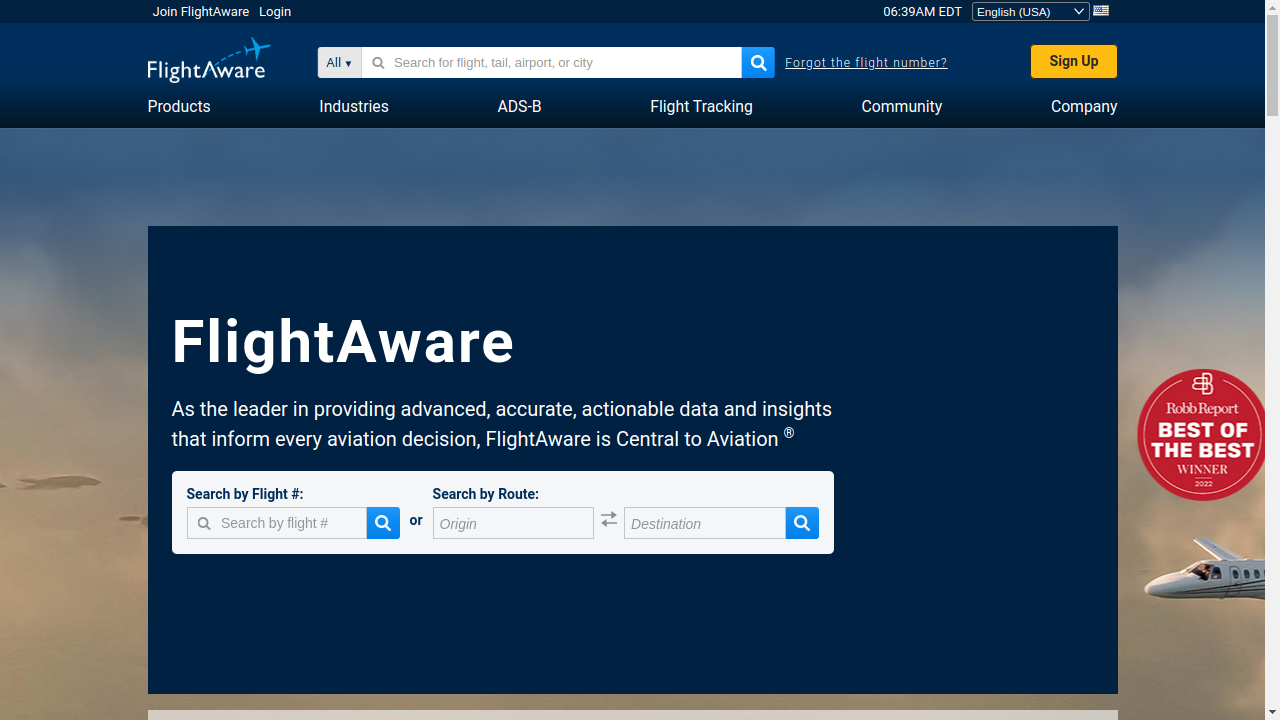 Join FlightAware Login
06:39AM EDT English (USA)
FlightAware
All ▾ Search for flight, tail, airport, or city
Forgot the flight number?
Sign Up
Products Industries ADS-B Flight Tracking Community Company
FlightAware
As the leader in providing advanced, accurate, actionable data and insights
that inform every aviation decision, FlightAware is Central to Aviation ®
Search by Flight #: Search by Route:
Search by flight # or Origin Destination
RobbReport
BEST OF
THE BEST
WINNER
2022